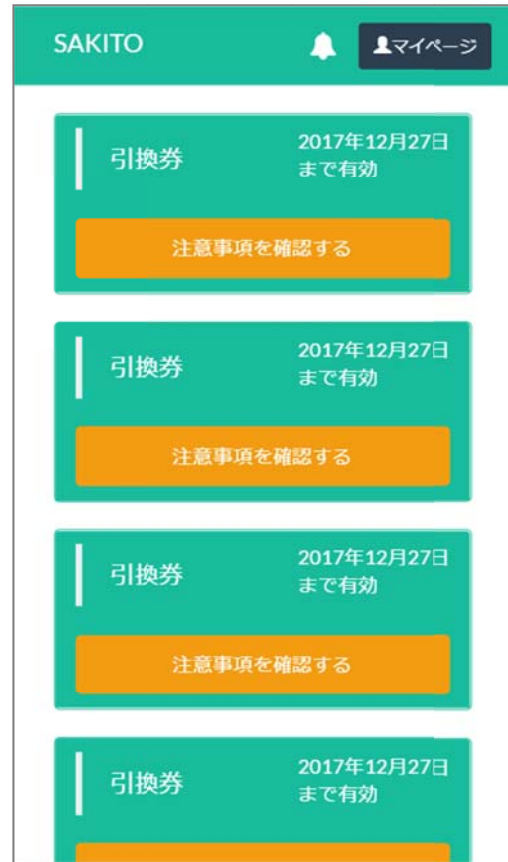 SAKITO
マイページ
引換券
2017年12月27日
まで有効
注意事項を確認する
引換券
2017年12月27日
まで有効
注意事項を確認する
引換券
2017年12月27日
まで有効
注意事項を確認する
引換券
2017年12月27日
まで有効